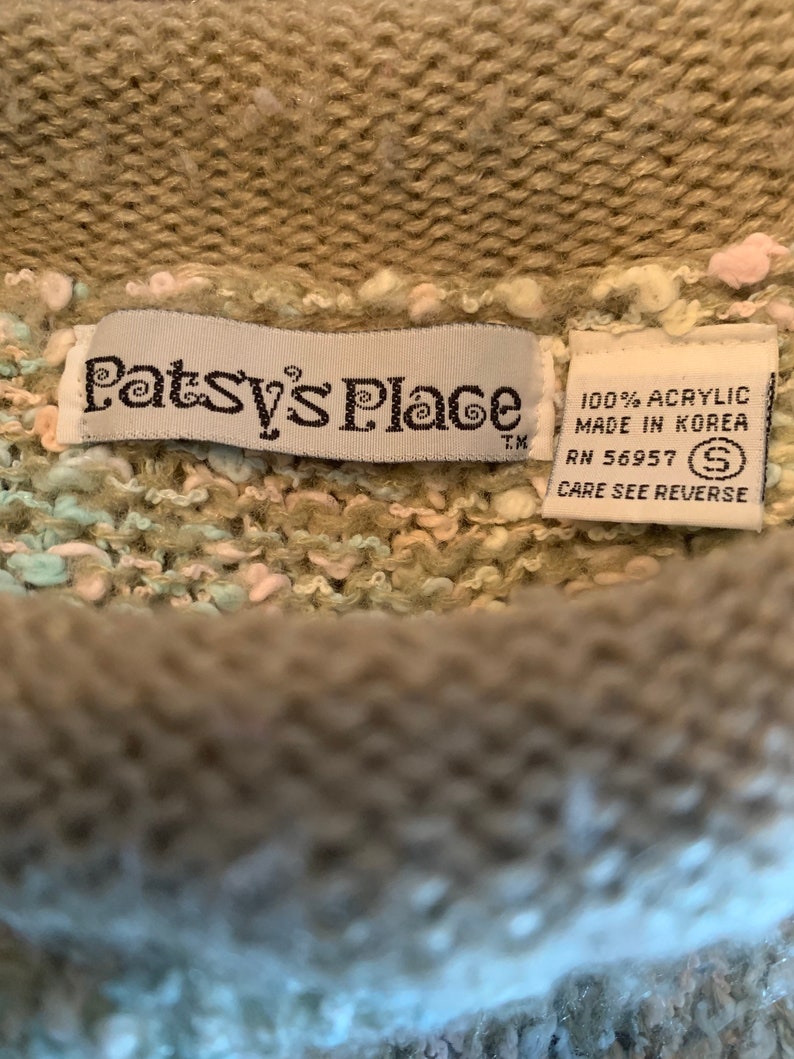 Patsy's Place
T.M
100% ACRYLIC
MADE IN KOREA
RN 56957 S
CARE SEE REVERSE